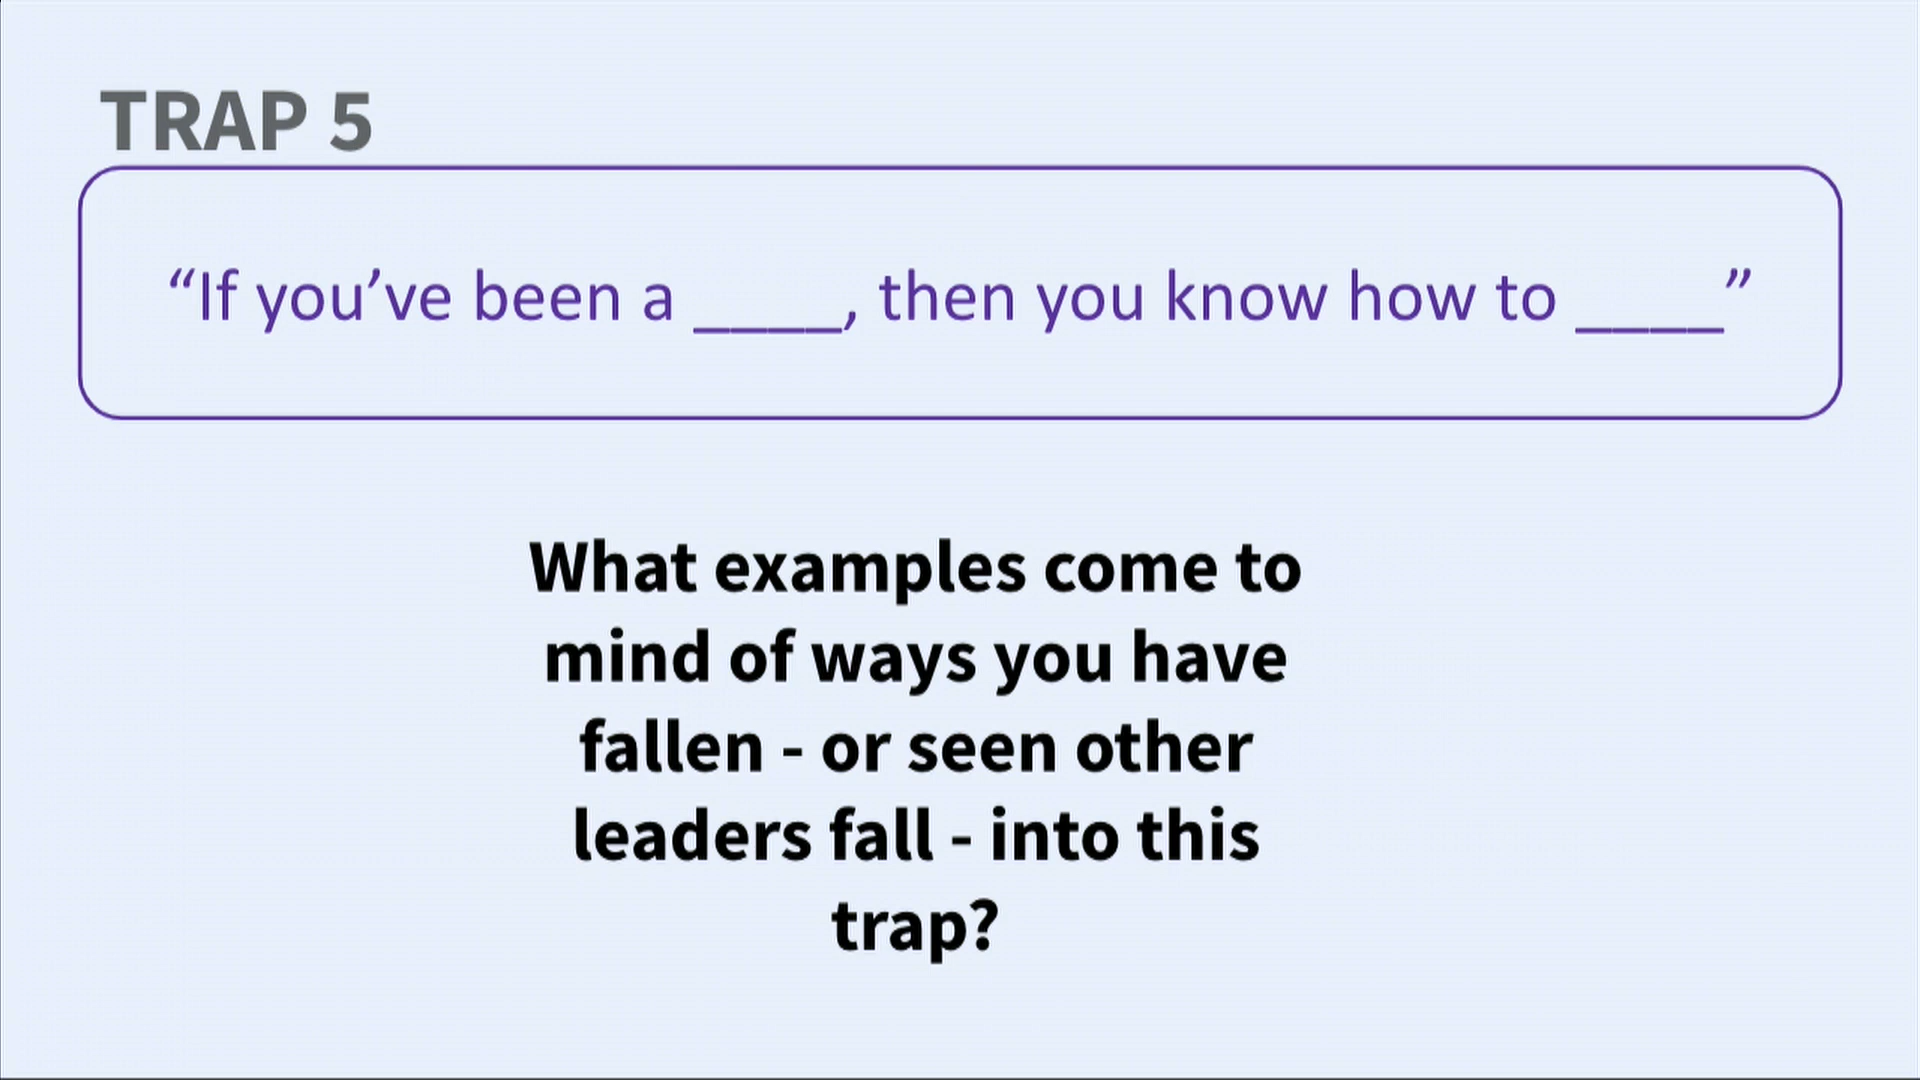 TRAP 5
“If you’ve been a ____, then you know how to ____”
What examples come to
mind of ways you have
fallen - or seen other
leaders fall - into this
trap?